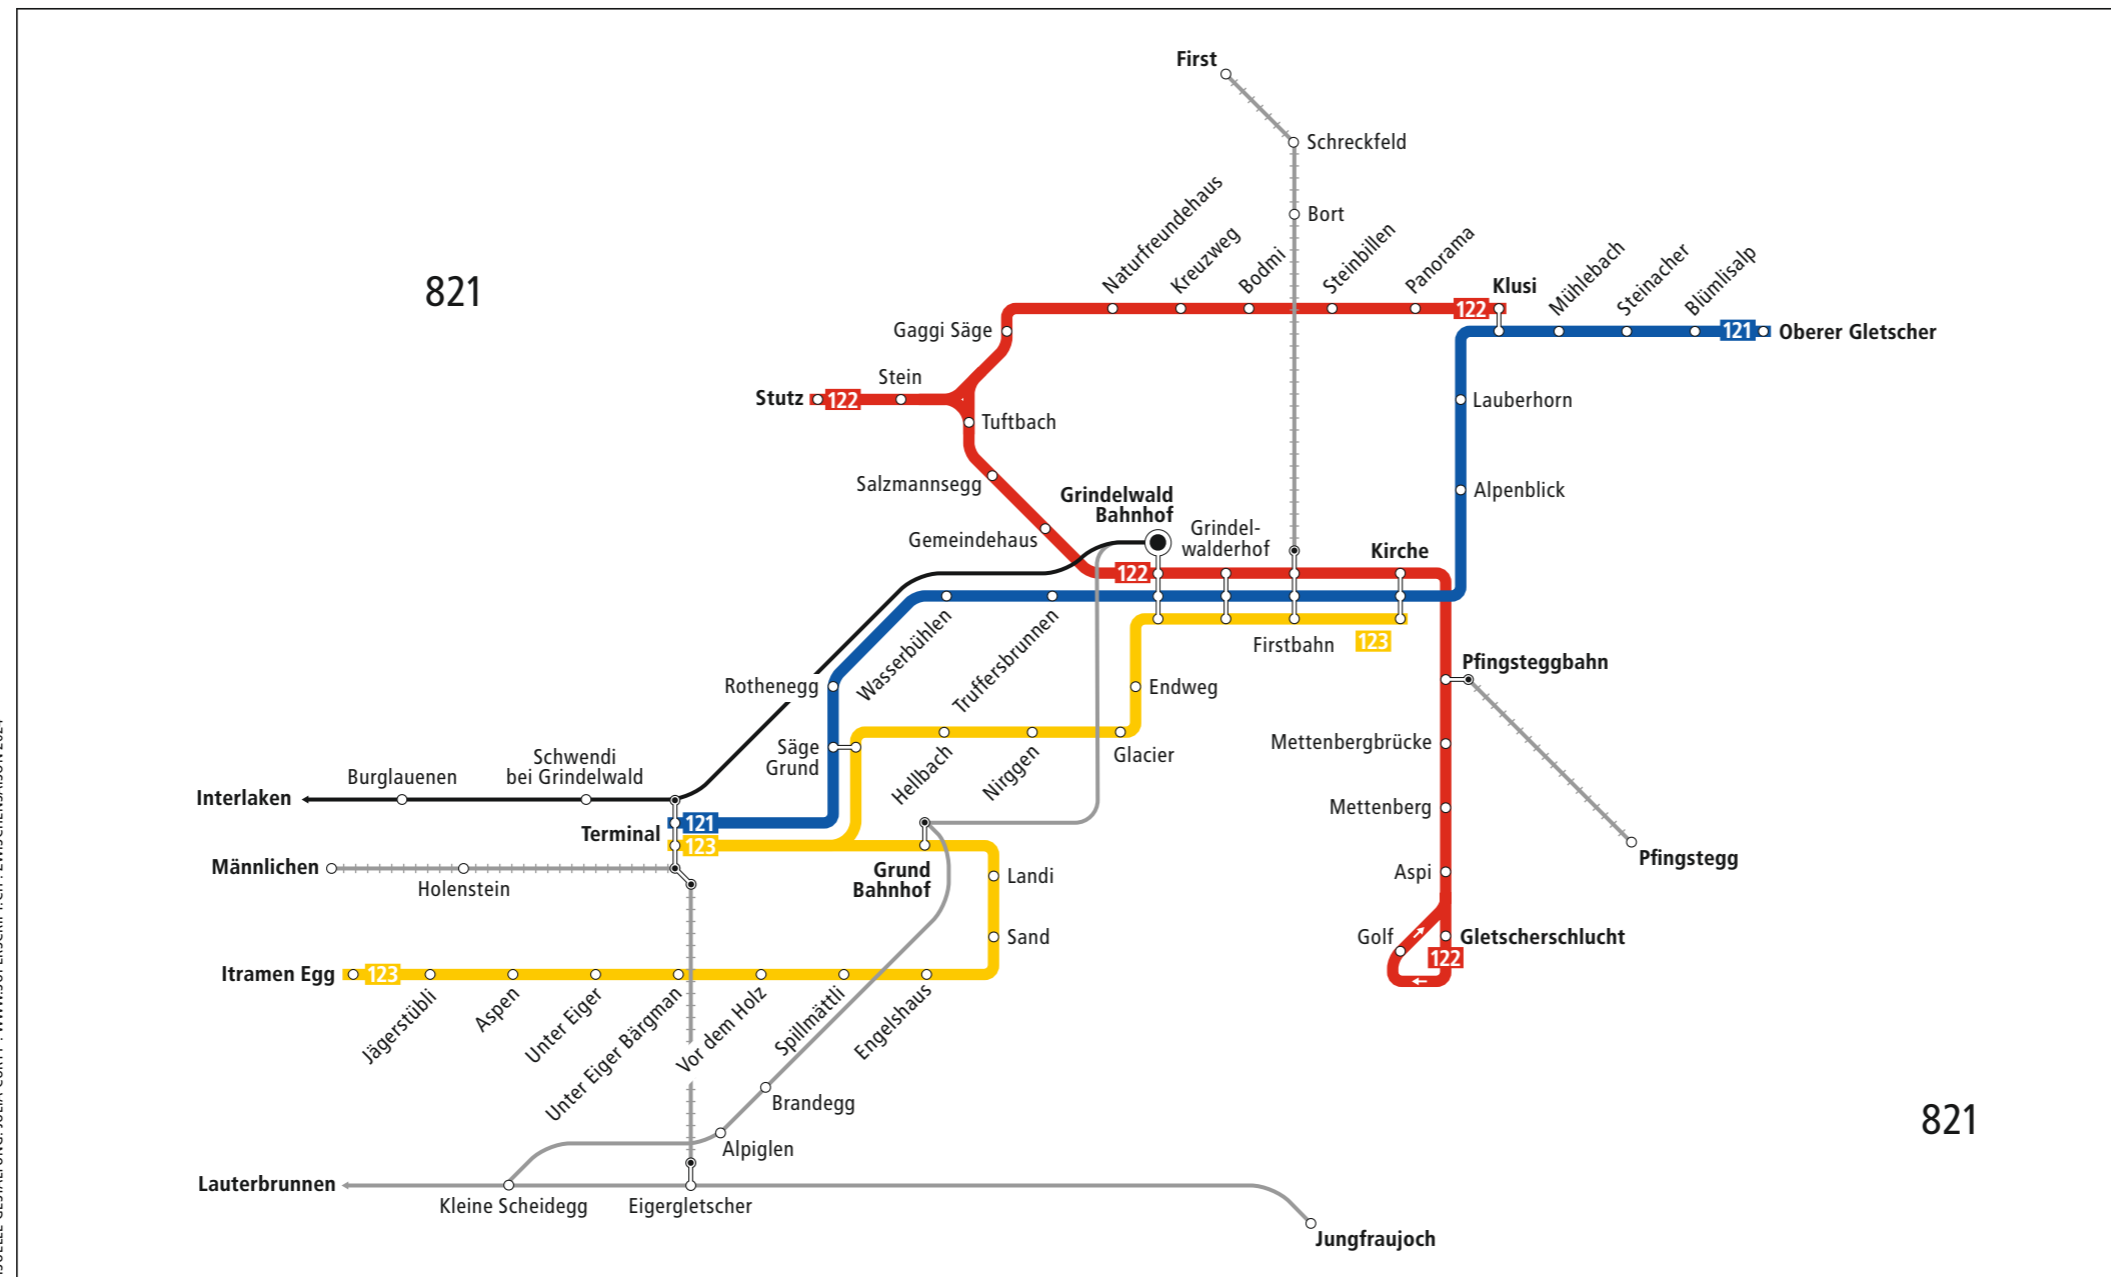 First
Schreckfeld
Bort
821
Naturfreundehaus
Kreuzweg
Bodmi
Steinbillen
Panorama
122
Klusi
Mühlebach
Steinacher
Blümlisalp
121
Oberer Gletscher
Gaggi Säge
Stein
Stutz
122
Tuftbach
Lauberhorn
Salzmannsegg
Alpenblick
Gemeindehaus
Grindelwald
Bahnhof
Grindel-
walderhof
Kirche
122
Firstbahn
123
Wasserbühlen
Truffersbrunnen
Rothenegg
Endweg
Pfingsteggbahn
Säge
Grund
Hellbach
Nirggen
Glacier
Mettenbergbrücke
Interlaken
Burglauenen
Schwendi
bei Grindelwald
Terminal
121
123
Mettenberg
Männlichen
Holenstein
Grund
Bahnhof
Landi
Aspi
Pfingstegg
Sand
Golf
Gletscherschlucht
122
Itramen Egg
123
Jägerstübli
Aspen
Unter Eiger
Unter Eiger Bärgman
Vor dem Holz
Spillmättli
Engelshaus
Brandegg
Alpiglen
821
Lauterbrunnen
Kleine Scheidegg
Eigergletscher
Jungfraujoch